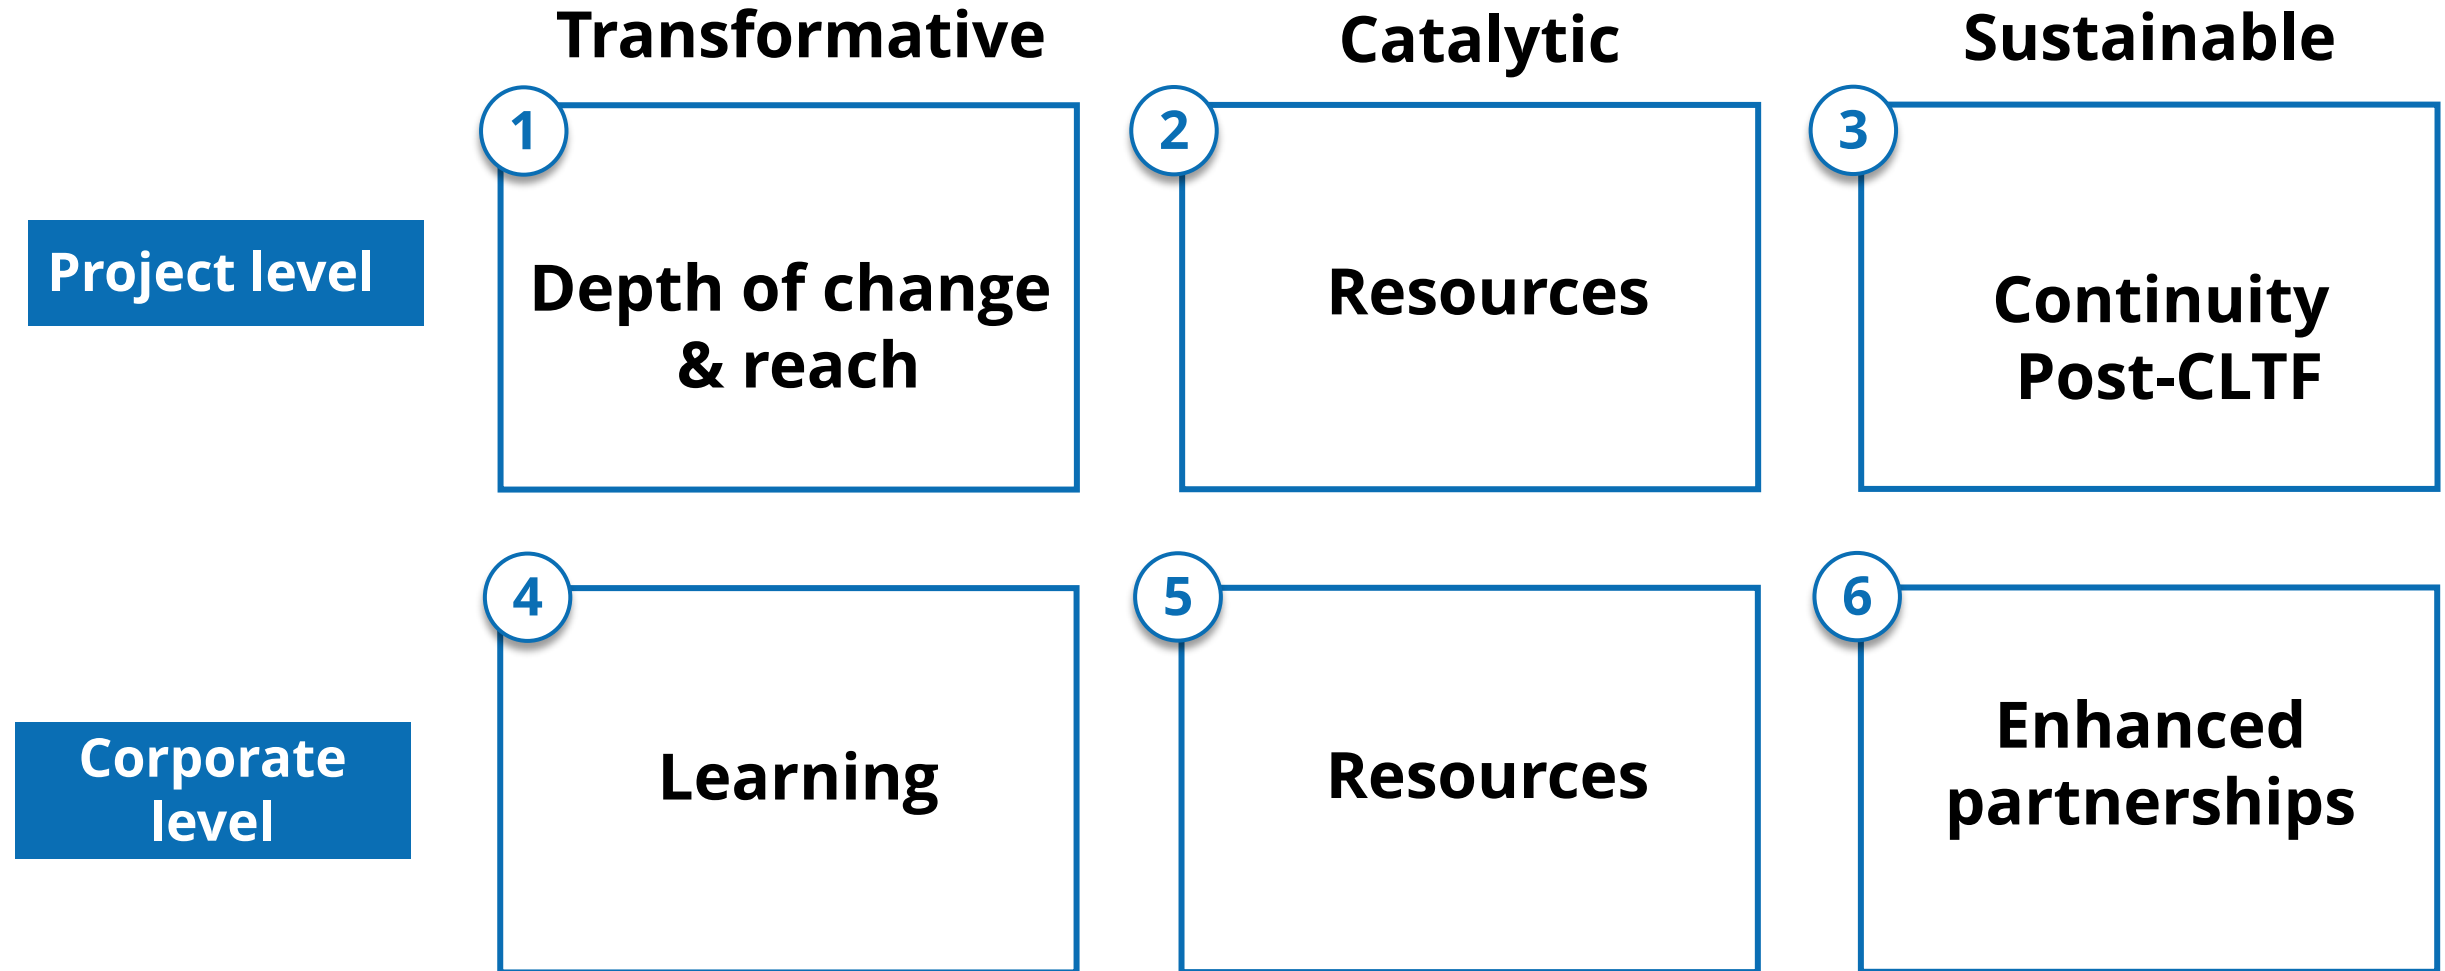 Transformative
Catalytic
Sustainable
1
2
3
Project level
Depth of change
& reach
Resources
Continuity
Post-CLTF
4
5
6
Corporate
level
Learning
Resources
Enhanced
partnerships